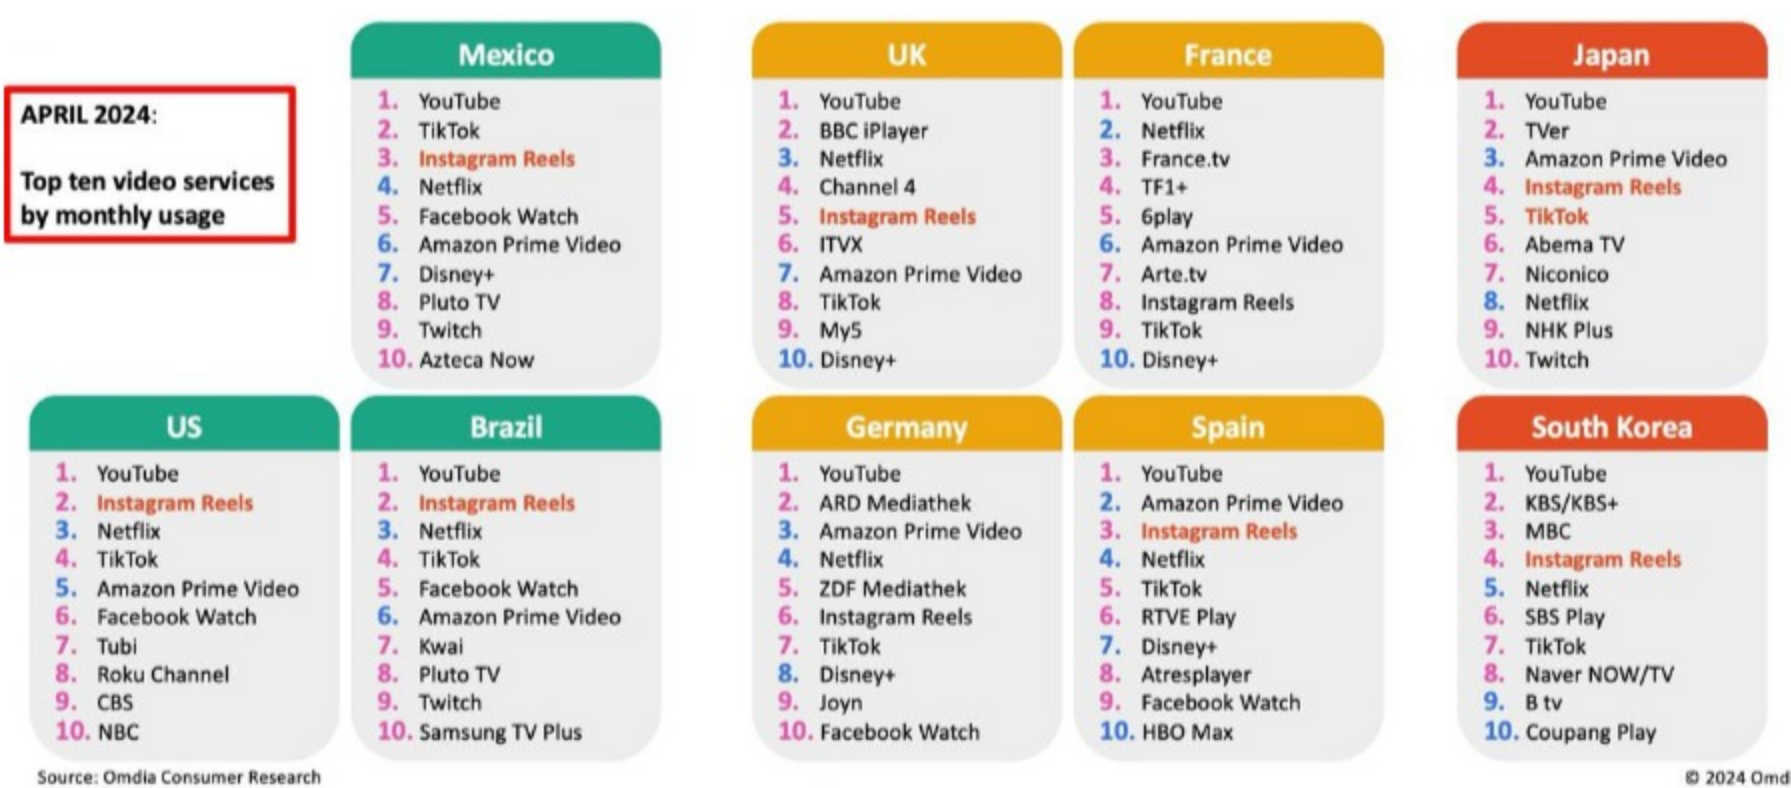 APRIL 2024:
Top ten video services
by monthly usage
Mexico
1. YouTube
2. TikTok
3. Instagram Reels
4. Netflix
5. Facebook Watch
6. Amazon Prime Video
7. Disney+
8. Pluto TV
9. Twitch
10. Azteca Now
UK
1. YouTube
2. BBC iPlayer
3. Netflix
4. Channel 4
5. Instagram Reels
6. ITVX
7. Amazon Prime Video
8. TikTok
9. My5
10. Disney+
France
1. YouTube
2. Netflix
3. France.tv
4. TF1+
5. 6play
6. Amazon Prime Video
7. Arte.tv
8. Instagram Reels
9. TikTok
10. Disney+
Japan
1. YouTube
2. TVer
3. Amazon Prime Video
4. Instagram Reels
5. TikTok
6. Abema TV
7. Niconico
8. Netflix
9. NHK Plus
10. Twitch
US
1. YouTube
2. Instagram Reels
3. Netflix
4. TikTok
5. Amazon Prime Video
6. Facebook Watch
7. Tubi
8. Roku Channel
9. CBS
10. NBC
Brazil
1. YouTube
2. Instagram Reels
3. Netflix
4. TikTok
5. Facebook Watch
6. Amazon Prime Video
7. Kwai
8. Pluto TV
9. Twitch
10. Samsung TV Plus
Germany
1. YouTube
2. ARD Mediathek
3. Amazon Prime Video
4. Netflix
5. ZDF Mediathek
6. Instagram Reels
7. TikTok
8. Disney+
9. Joyn
10. Facebook Watch
Spain
1. YouTube
2. Amazon Prime Video
3. Instagram Reels
4. Netflix
5. TikTok
6. RTVE Play
7. Disney+
8. Atresplayer
9. Facebook Watch
10. HBO Max
South Korea
1. YouTube
2. KBS/KBS+
3. MBC
4. Instagram Reels
5. Netflix
6. SBS Play
7. TikTok
8. Naver NOW/TV
9. B tv
10. Coupang Play
Source: Omdia Consumer Research
© 2024 Omd